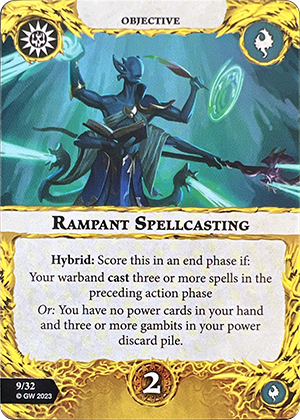 OBJECTIVE
RAMPANT SPELLCASTING
Hybrid: Score this in an end phase if:
Your warband cast three or more spells in the
preceding action phase
Or: You have no power cards in your hand
and three or more gambits in your power
discard pile.
9/32
© GW 2023
2